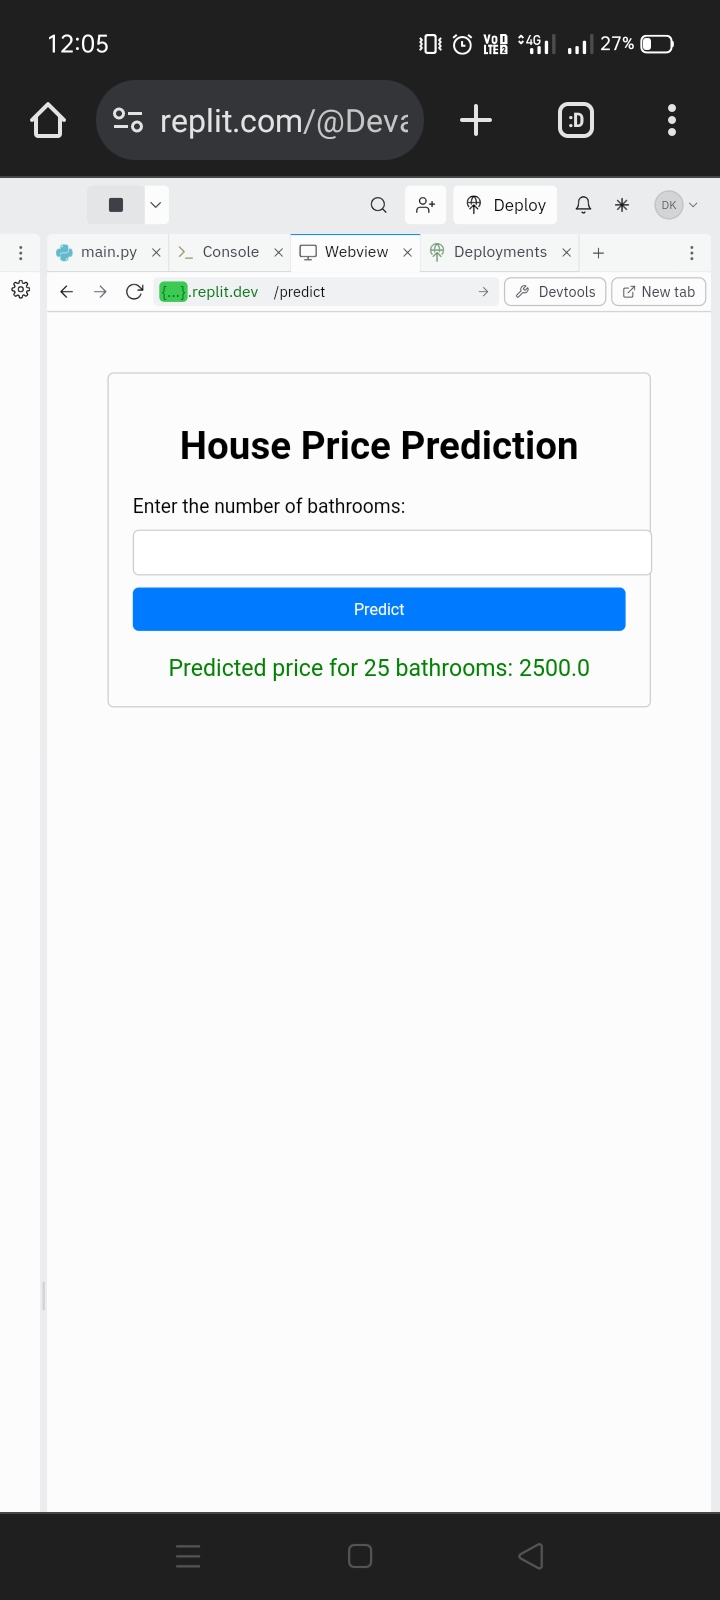 12:05
VoD LTE2 4G 27%
replit.com/@Deva
:D
Deploy
DK
main.py
Console
Webview
Deployments
{...}.replit.dev /predict
Devtools
New tab
House Price Prediction
Enter the number of bathrooms:
Predict
Predicted price for 25 bathrooms: 2500.0